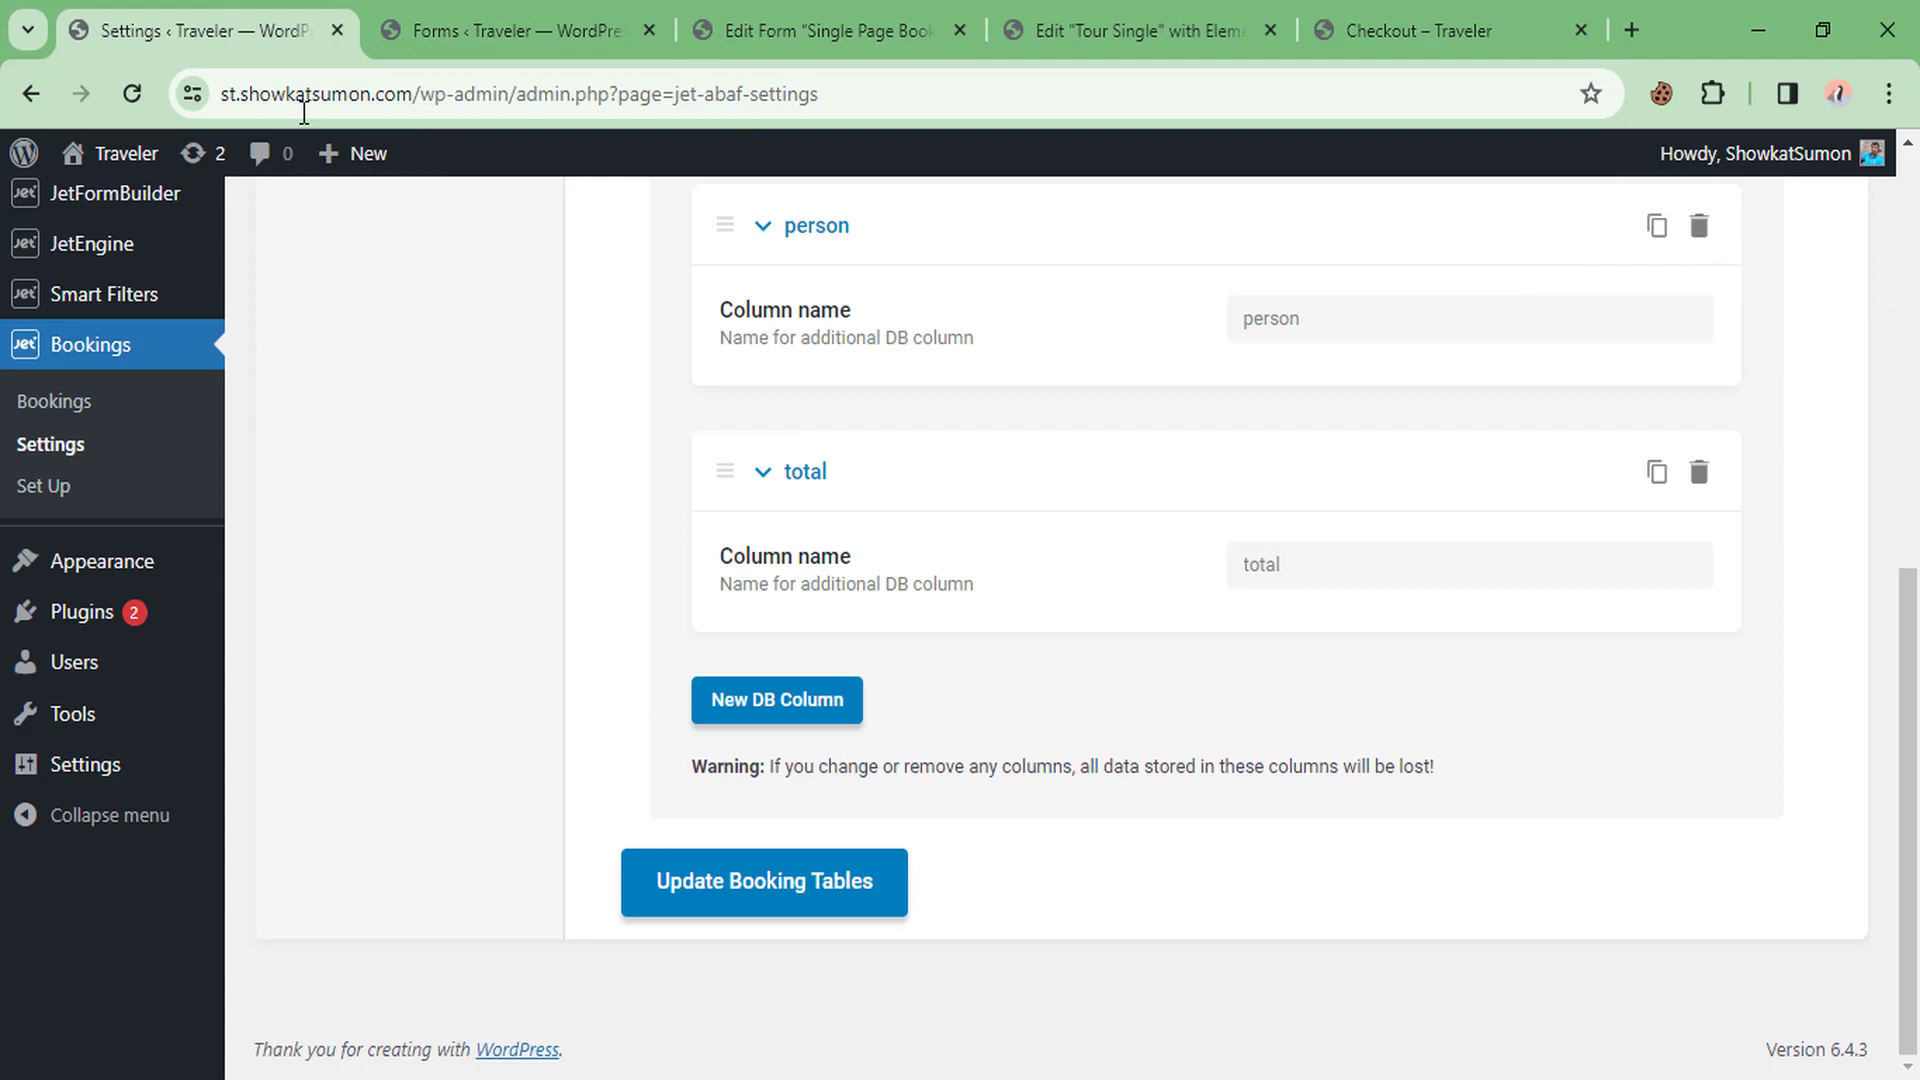 Settings ‹ Traveler — WordP
Forms ‹ Traveler — WordPre
Edit Form “Single Page Book
Edit "Tour Single" with Elem
Checkout – Traveler
st.showkatsumon.com/wp-admin/admin.php?page=jet-abaf-settings
Traveler
2
0
New
Howdy, ShowkatSumon
JetFormBuilder
JetEngine
Smart Filters
Bookings
Bookings
Settings
Set Up
Appearance
Plugins 2
Users
Tools
Settings
Collapse menu
person
Column name
Name for additional DB column
person
total
Column name
Name for additional DB column
total
New DB Column
Warning: If you change or remove any columns, all data stored in these columns will be lost!
Update Booking Tables
Thank you for creating with WordPress.
Version 6.4.3